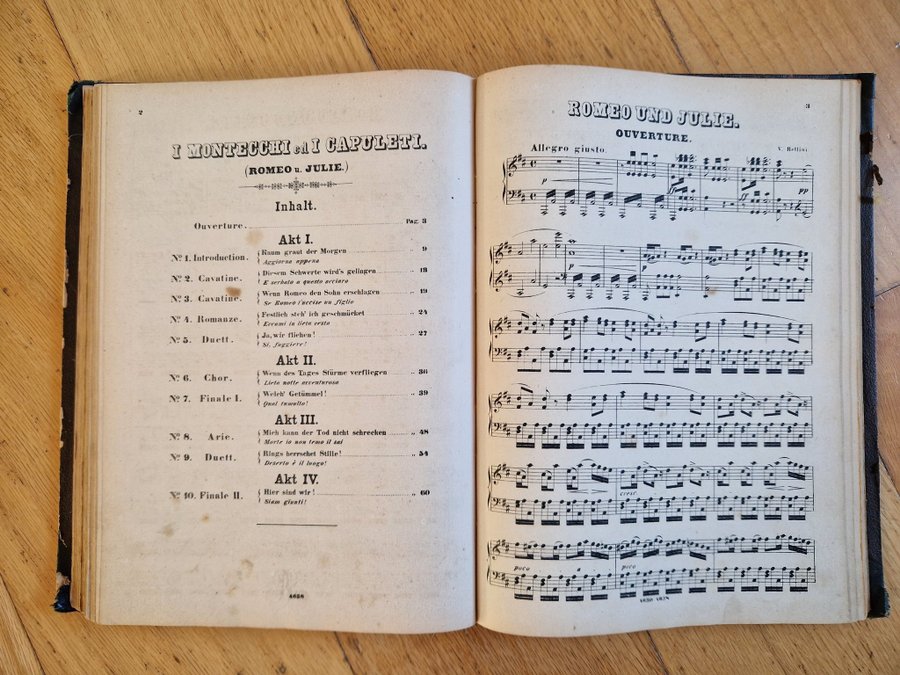 2
I MONTECCHI ed I CAPULETI.
(ROMEO u. JULIE.)
Inhalt.
Ouverture. Pag. 3
Akt I.
No 1. Introduction. Kaum graut der Morgen „ 9
Aggiorna appena
No 2. Cavatine. Diesem Schwerte wird's gelingen „ 13
E serbato a questo acciaro
No 3. Cavatine. Wenn Romeo den Sohn erschlagen „ 19
Se Romeo t'uccise un figlio
No 4. Romanze. Festlich steh' ich geschmücket „ 24
Eccomi in lieta vesta
No 5. Duett. Ja, wir fliehen! „ 27
Si, fuggirre!
Akt II.
No 6. Chor. Wenn des Tages Stürme verfliegen „ 36
Lieta notte avventurosa
No 7. Finale I. Welch' Getümmel! „ 39
Qual tumulto!
Akt III.
No 8. Arie. Mich kann der Tod nicht schrecken „ 48
Morte io non temo il sai
No 9. Duett. Rings herrschet Stille! „ 54
Deserto è il luogo!
Akt IV.
No 10. Finale II. Hier sind wir! „ 60
Siam giunti!
4628
3
ROMEO UND JULIE.
OUVERTURE.
Allegro giusto.
V. Bellini.
p
ff
ff
pp
p
p
cresc.
poco a poco